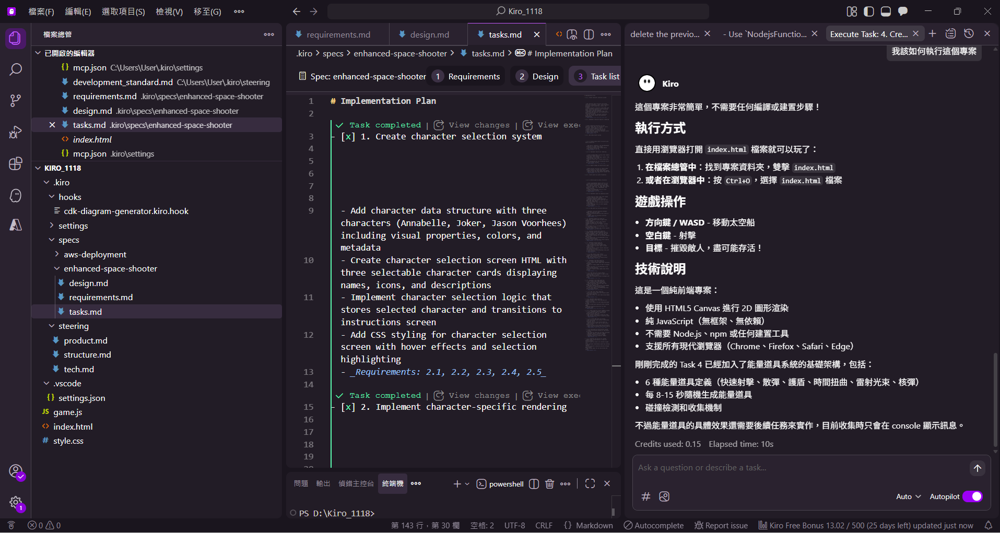 檔案(F) 編輯(E) 選取項目(S) 檢視(V) 移至(G)
Kiro_1118
檔案總管
已開啟的編輯器
mcp.json C:\Users\User\.kiro\settings
development_standard.md C:\Users\User\.kiro\steering
requirements.md .kiro\specs\enhanced-space-shooter
design.md .kiro\specs\enhanced-space-shooter
tasks.md .kiro\specs\enhanced-space-shooter
index.html
mcp.json .kiro\settings
KIRO_1118
.kiro
hooks
cdk-diagram-generator.kiro.hook
settings
specs
aws-deployment
enhanced-space-shooter
design.md
requirements.md
tasks.md
steering
product.md
structure.md
tech.md
.vscode
settings.json
game.js
index.html
style.css
requirements.md design.md tasks.md
.kiro > specs > enhanced-space-shooter > tasks.md > # Implementation Plan
Spec: enhanced-space-shooter 1 Requirements 2 Design 3 Task list
1 # Implementation Plan
2
Task completed | View changes | View exec
3 - [x] 1. Create character selection system
4
5
6
7
8
9 - Add character data structure with three
characters (Annabelle, Joker, Jason Voorhees)
including visual properties, colors, and
metadata
10 - Create character selection screen HTML with
three selectable character cards displaying
names, icons, and descriptions
11 - Implement character selection logic that
stores selected character and transitions to
instructions screen
12 - Add CSS styling for character selection
screen with hover effects and selection
highlighting
13 - _Requirements: 2.1, 2.2, 2.3, 2.4, 2.5_
14
Task completed | View changes | View exec
15 - [x] 2. Implement character-specific rendering
16
17
18
19
問題 輸出 偵錯主控台 終端機 powershell
PS D:\Kiro_1118>
delete the previo... - Use `NodejsFunctio... Execute Task: 4. Cre...
我該如何執行這個專案
Kiro
這個專案非常簡單，不需要任何編譯或建置步驟！
執行方式
直接用瀏覽器打開 index.html 檔案就可以玩了：
1. 在檔案總管中：找到專案資料夾，雙擊 index.html
2. 或者在瀏覽器中：按 Ctrl+O，選擇 index.html 檔案
遊戲操作
• 方向鍵 / WASD - 移動太空船
• 空白鍵 - 射擊
• 目標 - 摧毀敵人，盡可能存活！
技術說明
這是一個純前端專案：
• 使用 HTML5 Canvas 進行 2D 圖形渲染
• 純 JavaScript（無框架、無依賴）
• 不需要 Node.js、npm 或任何建置工具
• 支援所有現代瀏覽器（Chrome、Firefox、Safari、Edge）
剛剛完成的 Task 4 已經加入了能量道具系統的基礎架構，包括：
• 6 種能量道具定義（快速射擊、散彈、護盾、時間扭曲、雷射光束、核彈）
• 每 8-15 秒隨機生成能量道具
• 碰撞檢測和收集機制
不過能量道具的具體效果還需要後續任務來實作，目前收集時只會在 console 顯示訊息。
Credits used: 0.15 Elapsed time: 10s
Ask a question or describe a task...
Auto Autopilot
1
0 0 第 143 行，第 30 欄 空格: 2 UTF-8 CRLF {} Markdown Autocomplete Report issue Kiro Free Bonus 13.02 / 500 (25 days left) updated just now